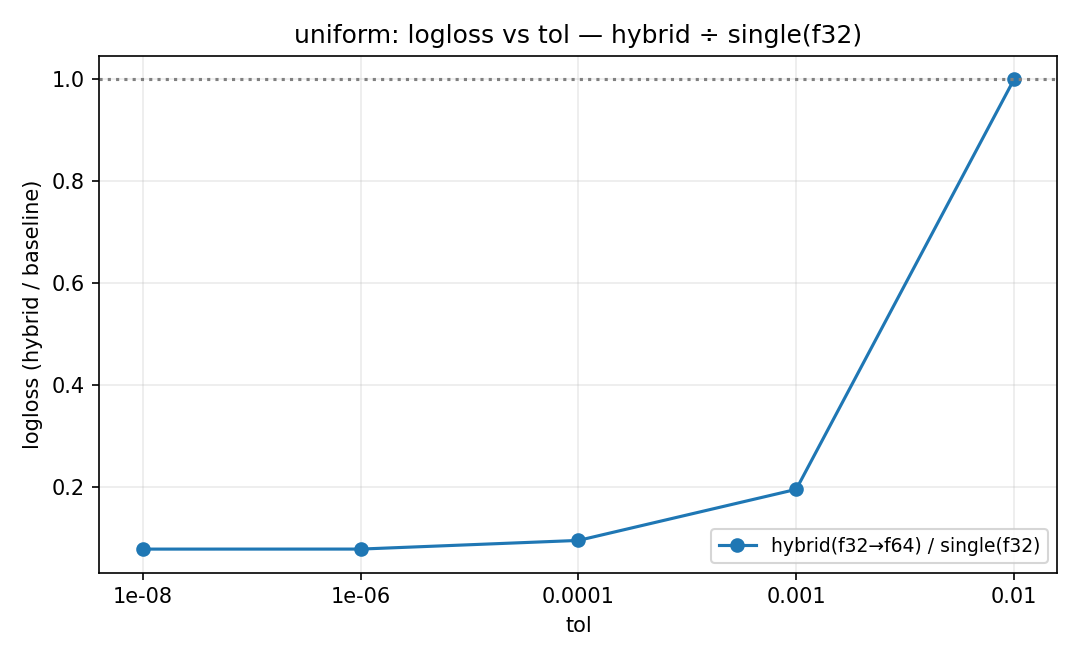 uniform: logloss vs tol — hybrid ÷ single(f32)
logloss (hybrid / baseline)
1.0
0.8
0.6
0.4
0.2
hybrid(f32→f64) / single(f32)
1e-08 1e-06 0.0001 0.001 0.01
tol